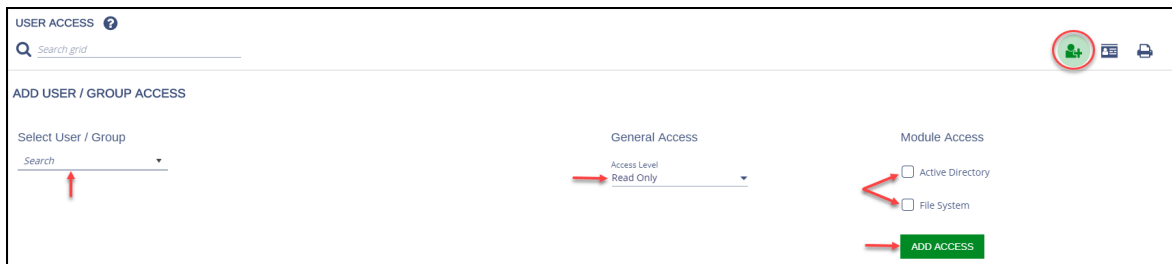 USER ACCESS ?
Search grid
ADD USER / GROUP ACCESS
Select User / Group
General Access
Module Access
Search
Access Level
Read Only
Active Directory
File System
ADD ACCESS